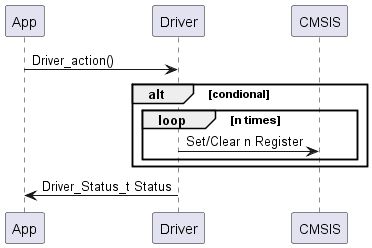 App Driver CMSIS
Driver_action()
alt [condional]
loop [n times]
Set/Clear n Register
Driver_Status_t Status
App Driver CMSIS